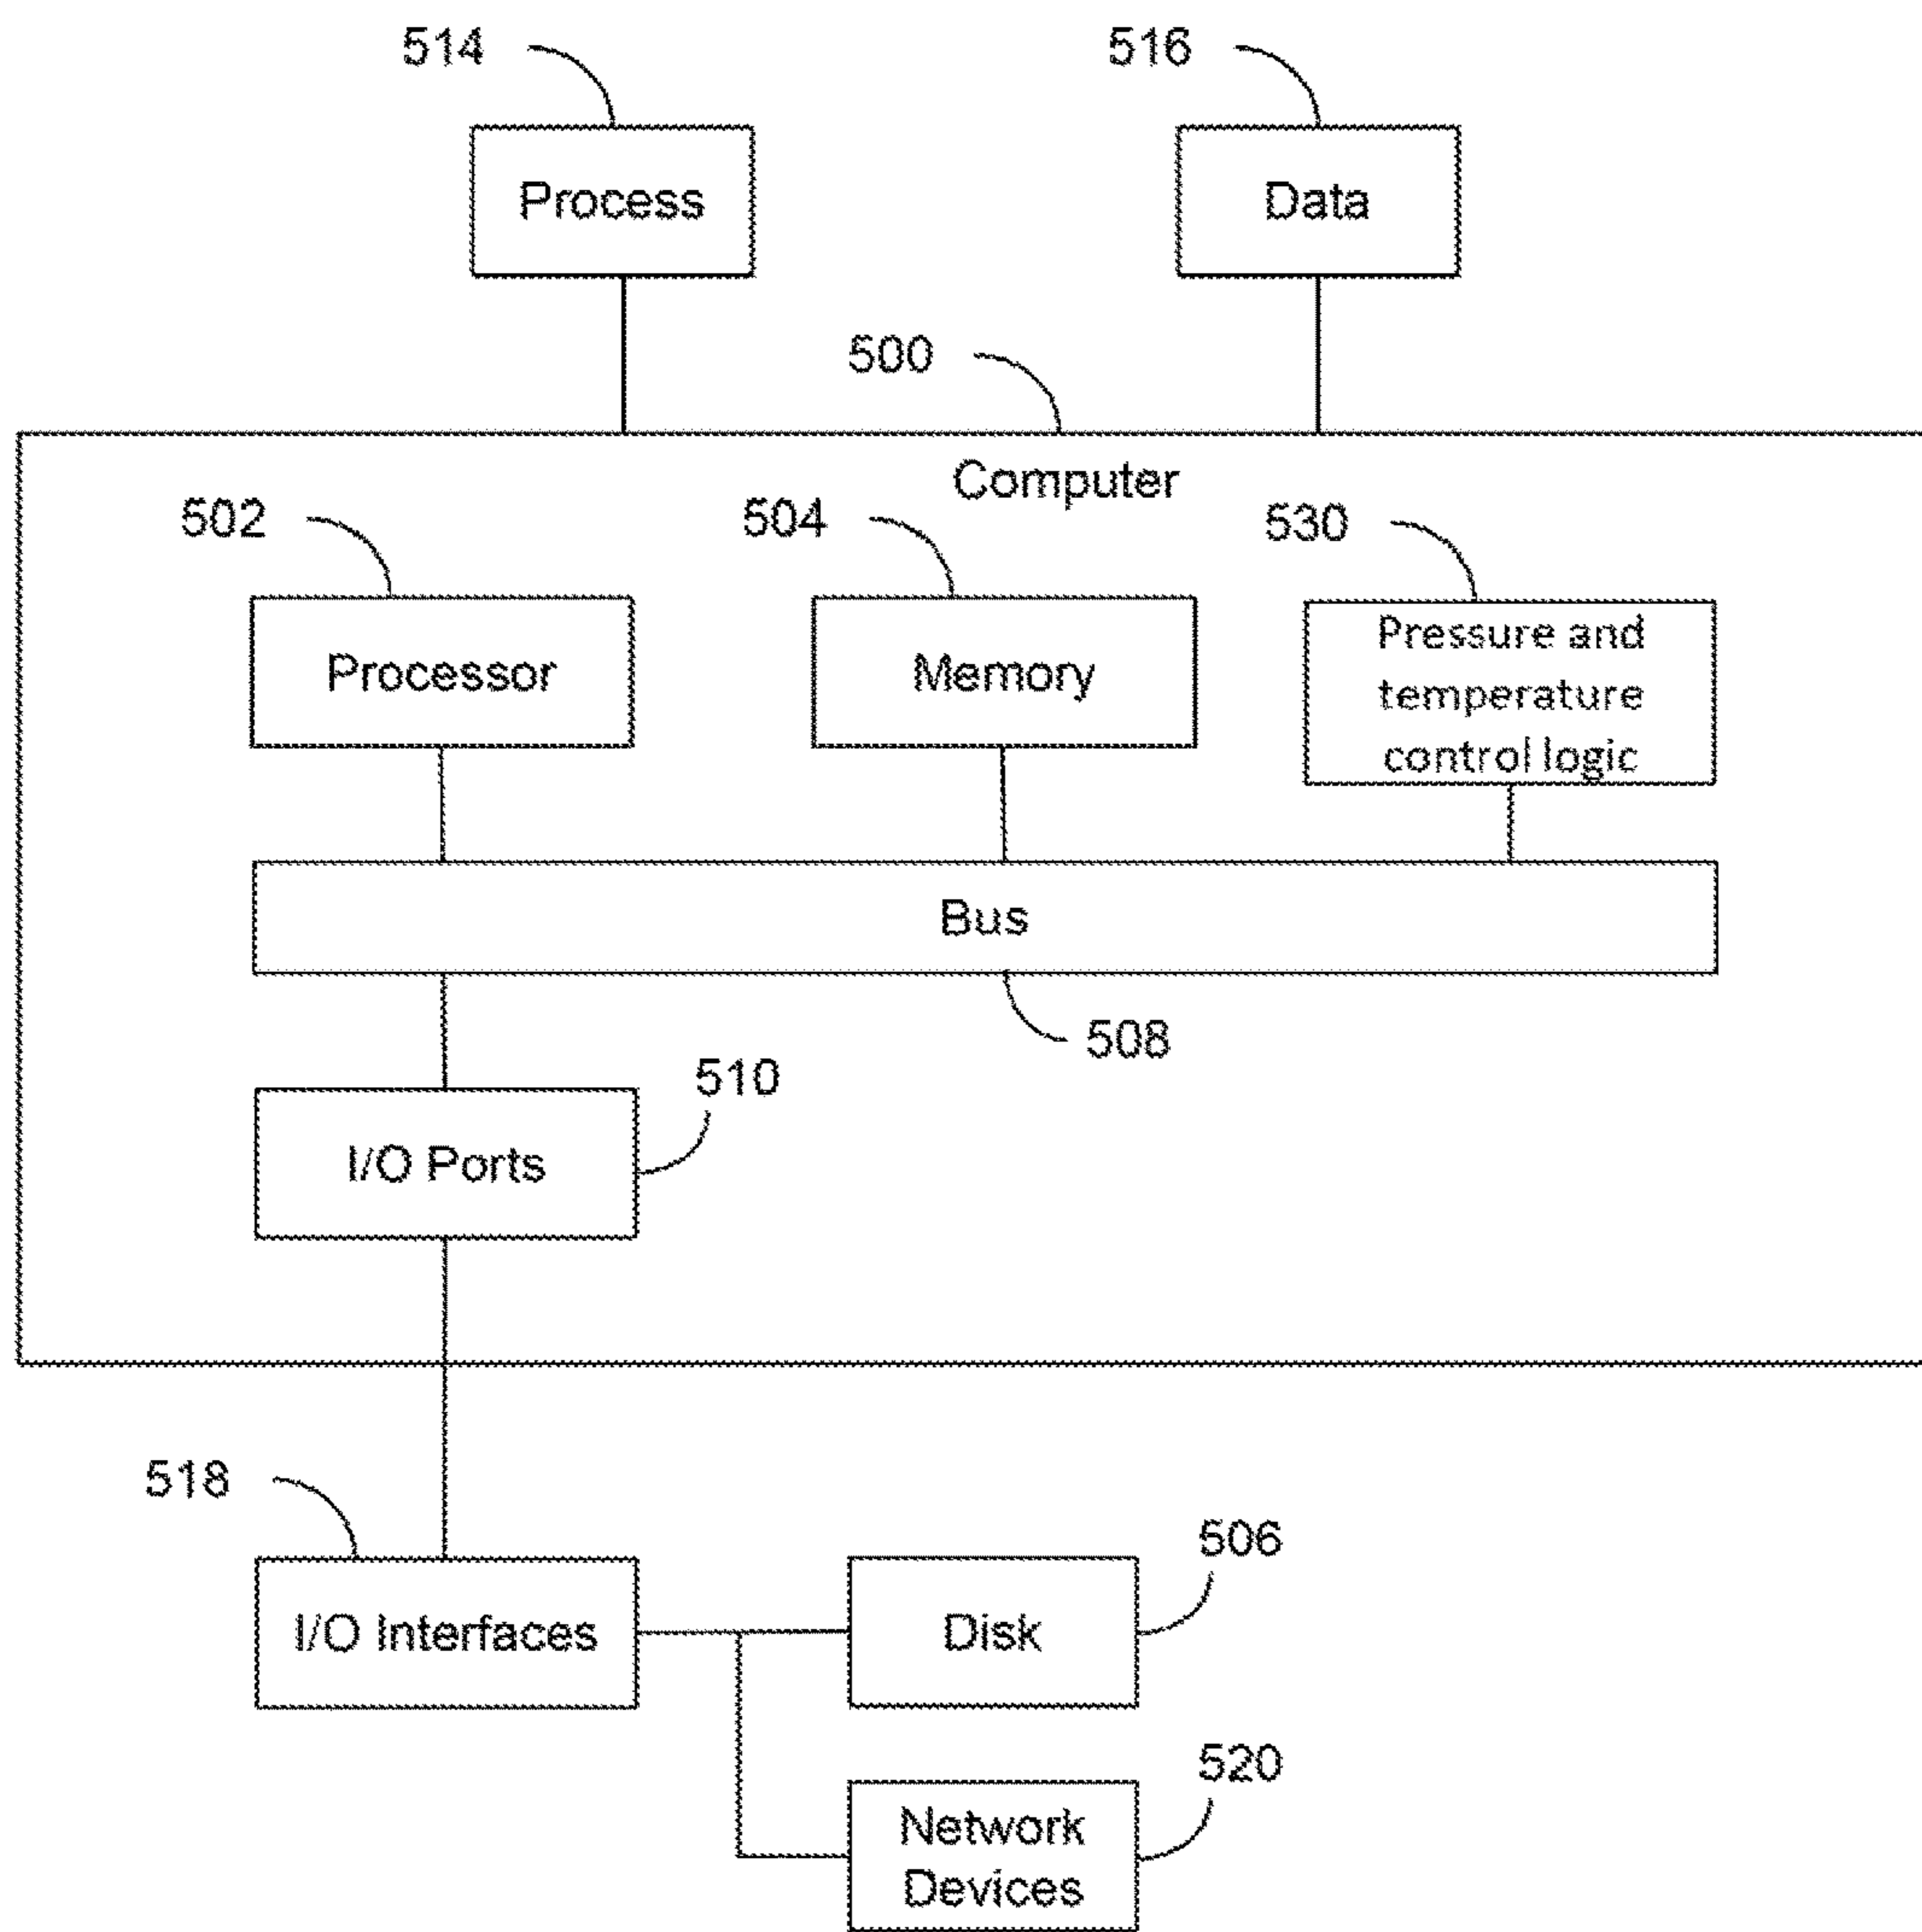 514
516
Process
Data
500
Computer
502
504
530
Processor
Memory
Pressure and
temperature
control logic
Bus
508
510
I/O Ports
518
506
I/O Interfaces
Disk
520
Network
Devices